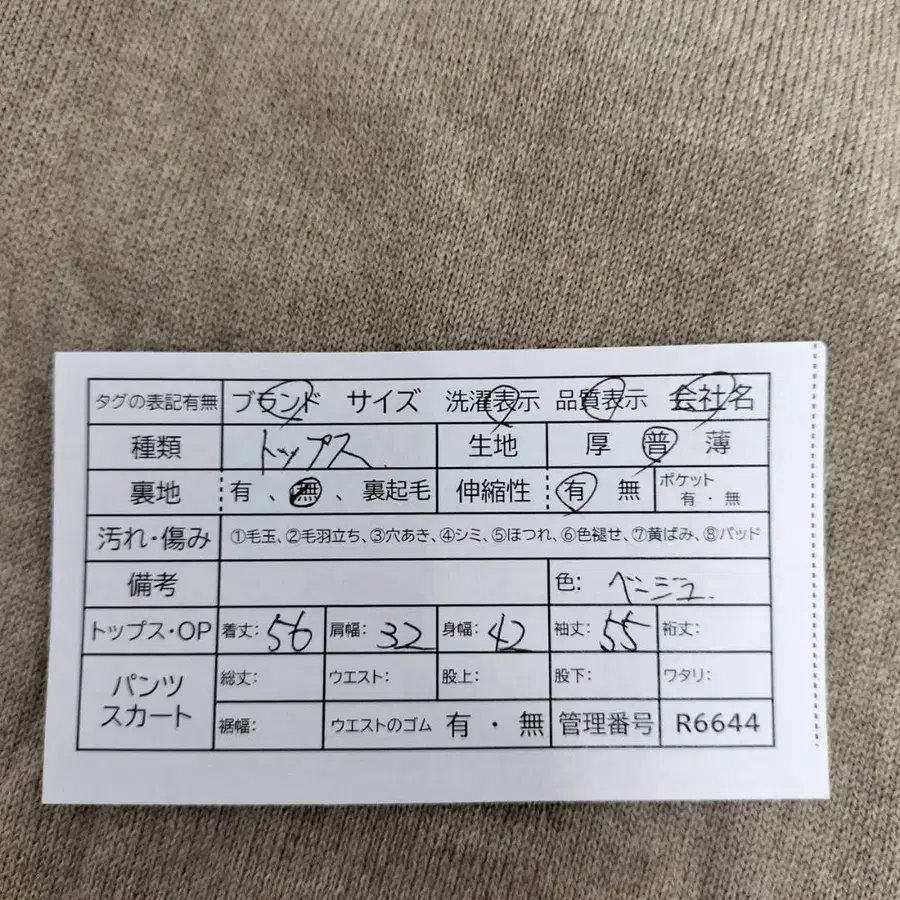 タグの表記有無 ブランド サイズ 洗濯表示 品質表示 会社名
種類 トップス 生地 厚 普 薄
裏地 有、無、裏起毛 伸縮性 有 無 ポケット 有・無
汚れ・傷み ①毛玉、②毛羽立ち、③穴あき、④シミ、⑤ほつれ、⑥色褪せ、⑦黄ばみ、⑧パッド
備考 色: ベージュ
トップス・OP 着丈: 56 肩幅: 32 身幅: 42 袖丈: 55 裄丈:
パンツ スカート 総丈: ウエスト: 股上: 股下: ワタリ:
裾幅: ウエストのゴム 有・無 管理番号 R6644